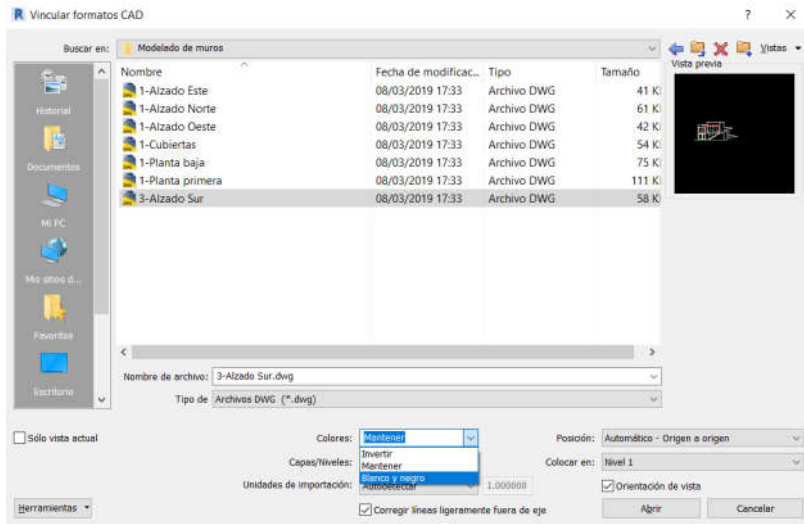 Vincular formatos CAD
Buscar en: Modelado de muros
Vistas
Vista previa
Nombre Fecha de modificac... Tipo Tamaño
1-Alzado Este 08/03/2019 17:33 Archivo DWG 41 K
1-Alzado Norte 08/03/2019 17:33 Archivo DWG 61 K
1-Alzado Oeste 08/03/2019 17:33 Archivo DWG 42 K
1-Cubiertas 08/03/2019 17:33 Archivo DWG 54 K
1-Planta baja 08/03/2019 17:33 Archivo DWG 75 K
1-Planta primera 08/03/2019 17:33 Archivo DWG 111 K
3-Alzado Sur 08/03/2019 17:33 Archivo DWG 58 K
Historial
Documentos
Mi PC
Mis sitios d...
Favoritos
Escritorio
Nombre de archivo: 3-Alzado Sur.dwg
Tipo de Archivos DWG (*.dwg)
Sólo vista actual
Colores: Mantener
Invertir
Mantener
Blanco y negro
Capas/Niveles:
Unidades de importación: Autodetectar 1.000000
Corregir líneas ligeramente fuera de eje
Posición: Automático - Origen a origen
Colocar en: Nivel 1
Orientación de vista
Herramientas
Abrir
Cancelar